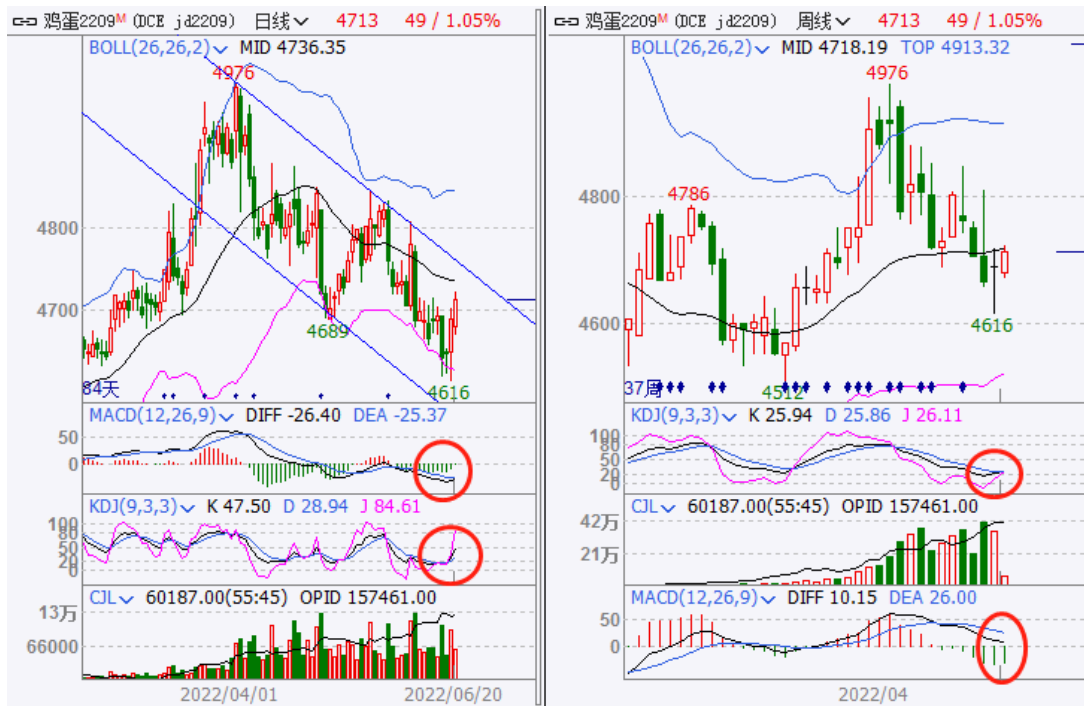 鸡蛋2209M (DCE jd2209) 日线 4713 49 / 1.05%
BOLL(26,26,2) MID 4736.35
4976
4800
4700
4689
4616
84天
MACD(12,26,9) DIFF -26.40 DEA -25.37
50
0
KDJ(9,3,3) K 47.50 D 28.94 J 84.61
100
80
50
20
0
CJL 60187.00(55:45) OPID 157461.00
13万
66000
2022/04/01 2022/06/20
鸡蛋2209M (DCE jd2209) 周线 4713 49 / 1.05%
BOLL(26,26,2) MID 4718.19 TOP 4913.32
4976
4800
4786
4600
4616
37周 4512
KDJ(9,3,3) K 25.94 D 25.86 J 26.11
100
80
50
20
0
CJL 60187.00(55:45) OPID 157461.00
42万
21万
MACD(12,26,9) DIFF 10.15 DEA 26.00
50
0
2022/04